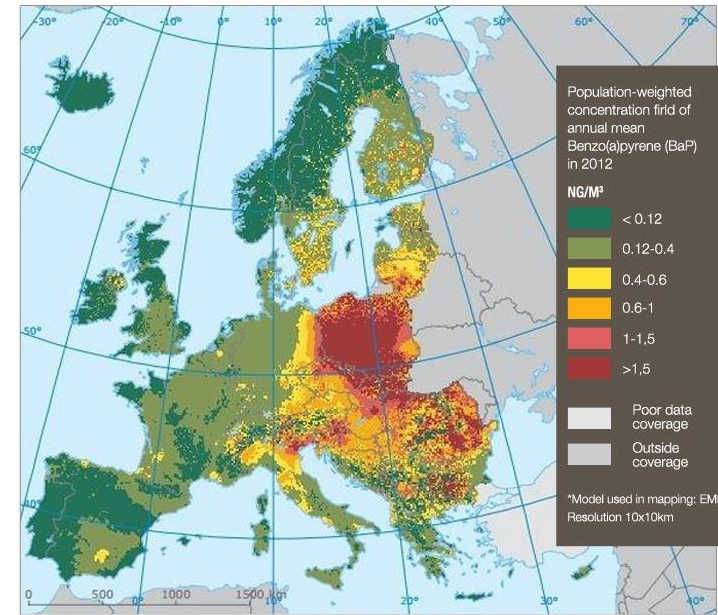 -30°
-20°
-10°
0°
10°
20°
30°
40°
50°
60°
70°
60°
50°
40°
Population-weighted
concentration firld of
annual mean
Benzo(a)pyrene (BaP)
in 2012
NG/M³
< 0.12
0.12-0.4
0.4-0.6
0.6-1
1-1,5
>1,5
Poor data
coverage
Outside
coverage
*Model used in mapping: EM
Resolution 10x10km
0 500 1000 1500 km
0°
10°
20°
30°
40°